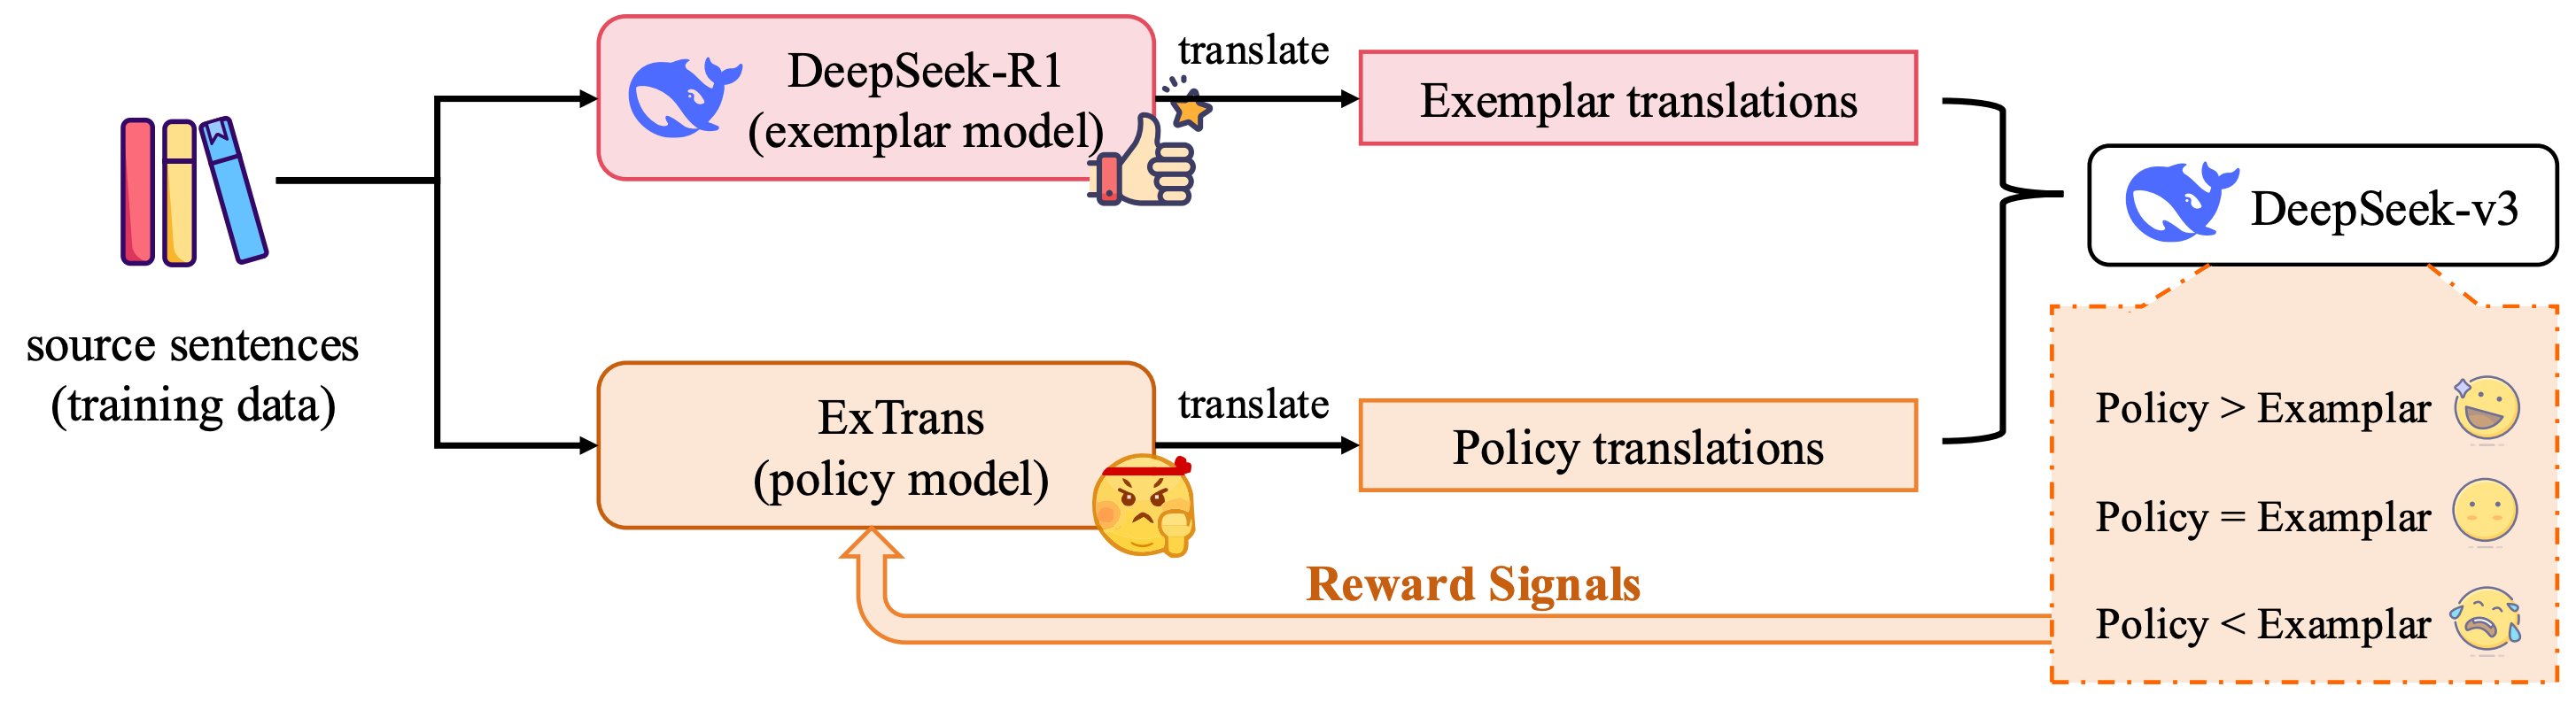 source sentences
(training data)
DeepSeek-R1
(exemplar model)
translate
Exemplar translations
ExTrans
(policy model)
translate
Policy translations
DeepSeek-v3
Policy > Examplar
Policy = Examplar
Policy < Examplar
Reward Signals